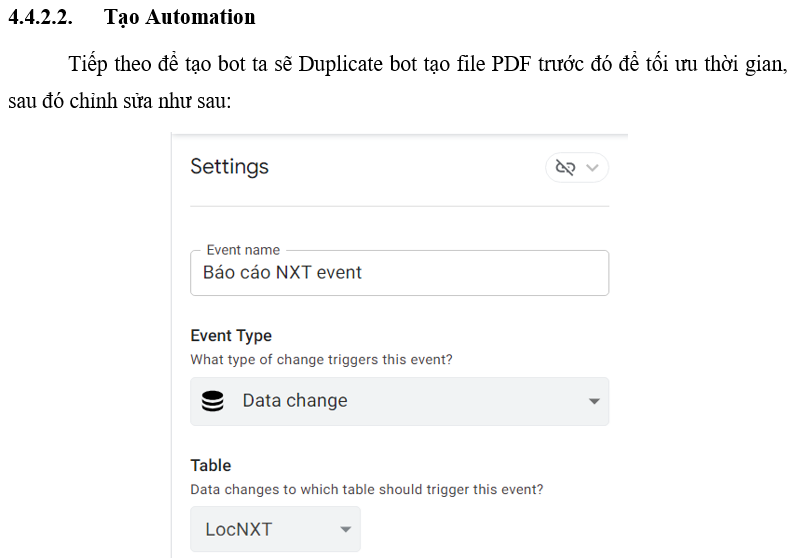 4.4.2.2. Tạo Automation
Tiếp theo để tạo bot ta sẽ Duplicate bot tạo file PDF trước đó để tối ưu thời gian,
sau đó chỉnh sửa như sau:
Settings
Event name
Báo cáo NXT event
Event Type
What type of change triggers this event?
Data change
Table
Data changes to which table should trigger this event?
LocNXT